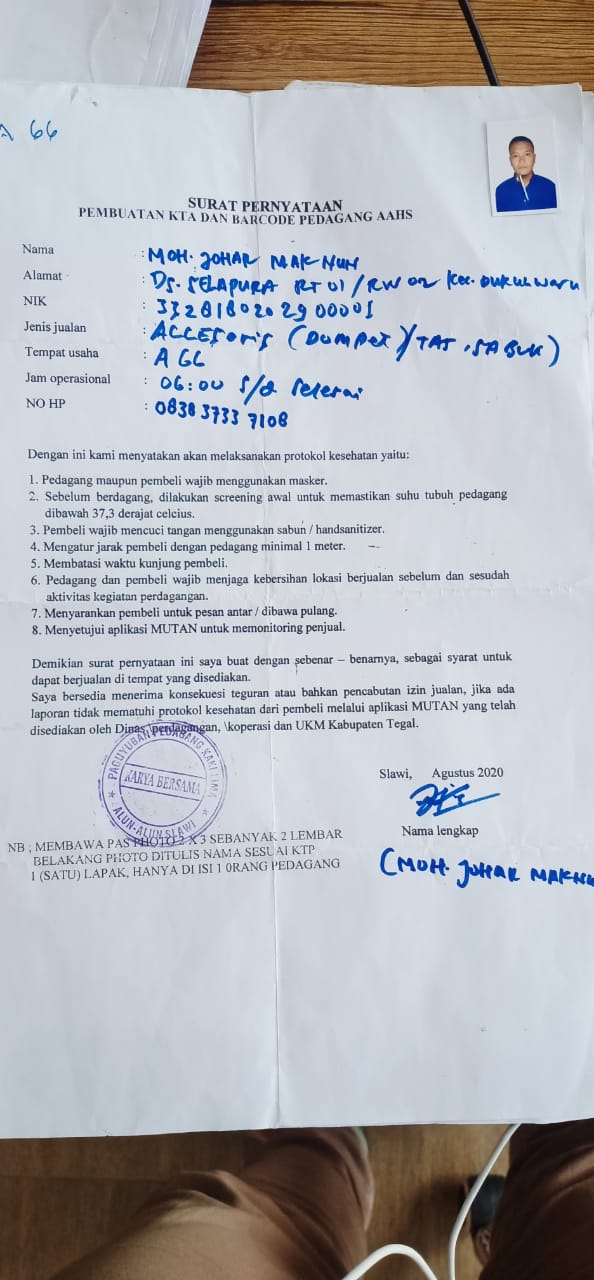 A 66
SURAT PERNYATAAN
PEMBUATAN KTA DAN BARCODE PEDAGANG AAHS
Nama : MOH. JOHAR MAKNUN
Alamat : Ds. SELAPURA RT 01 / RW 02 Kec. DUKUHWARU
NIK : 3328180202900001
Jenis jualan : ACCESoris (DOMPET)/TAS, SABUK)
Tempat usaha : A 66
Jam operasional : 06:00 s/d selesai
NO HP : 0838 3733 7108
Dengan ini kami menyatakan akan melaksanakan protokol kesehatan yaitu:
1. Pedagang maupun pembeli wajib menggunakan masker.
2. Sebelum berdagang, dilakukan screening awal untuk memastikan suhu tubuh pedagang
dibawah 37,3 derajat celcius.
3. Pembeli wajib mencuci tangan menggunakan sabun / handsanitizer.
4. Mengatur jarak pembeli dengan pedagang minimal 1 meter.
5. Membatasi waktu kunjung pembeli.
6. Pedagang dan pembeli wajib menjaga kebersihan lokasi berjualan sebelum dan sesudah
aktivitas kegiatan perdagangan.
7. Menyarankan pembeli untuk pesan antar / dibawa pulang.
8. Menyetujui aplikasi MUTAN untuk memonitoring penjual.
Demikian surat pernyataan ini saya buat dengan sebenar – benarnya, sebagai syarat untuk
dapat berjualan di tempat yang disediakan.
Saya bersedia menerima konsekuesi teguran atau bahkan pencabutan izin jualan, jika ada
laporan tidak mematuhi protokol kesehatan dari pembeli melalui aplikasi MUTAN yang telah
disediakan oleh Dinas \perdagangan, \koperasi dan UKM Kabupaten Tegal.
PAGUYUBAN PEDAGANG KAKI LIMA
KARYA BERSAMA
ALUN-ALUN SLAWI
Slawi, Agustus 2020
Nama lengkap
(MOH. JOHAR MAKNU
NB ; MEMBAWA PAS PHOTO 2 X 3 SEBANYAK 2 LEMBAR
BELAKANG PHOTO DITULIS NAMA SESUAI KTP
1 (SATU) LAPAK, HANYA DI ISI 1 0RANG PEDAGANG